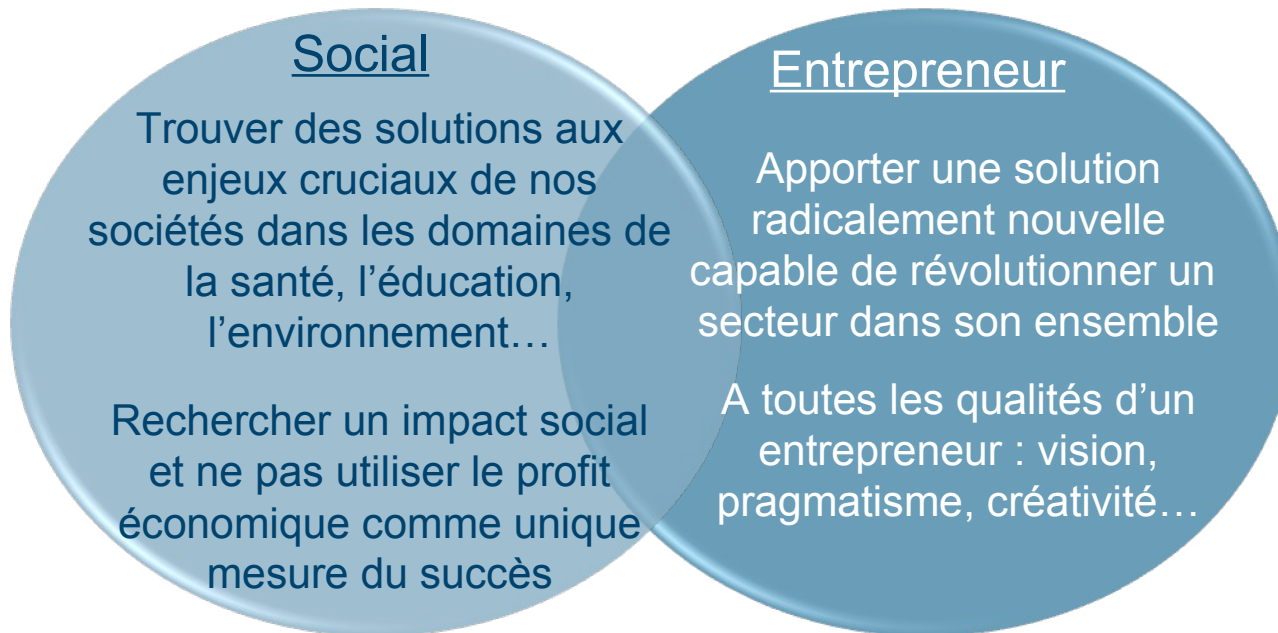 Social
Trouver des solutions aux
enjeux cruciaux de nos
sociétés dans les domaines de
la santé, l’éducation,
l’environnement…
Rechercher un impact social
et ne pas utiliser le profit
économique comme unique
mesure du succès
Entrepreneur
Apporter une solution
radicalement nouvelle
capable de révolutionner un
secteur dans son ensemble
A toutes les qualités d’un
entrepreneur : vision,
pragmatisme, créativité…